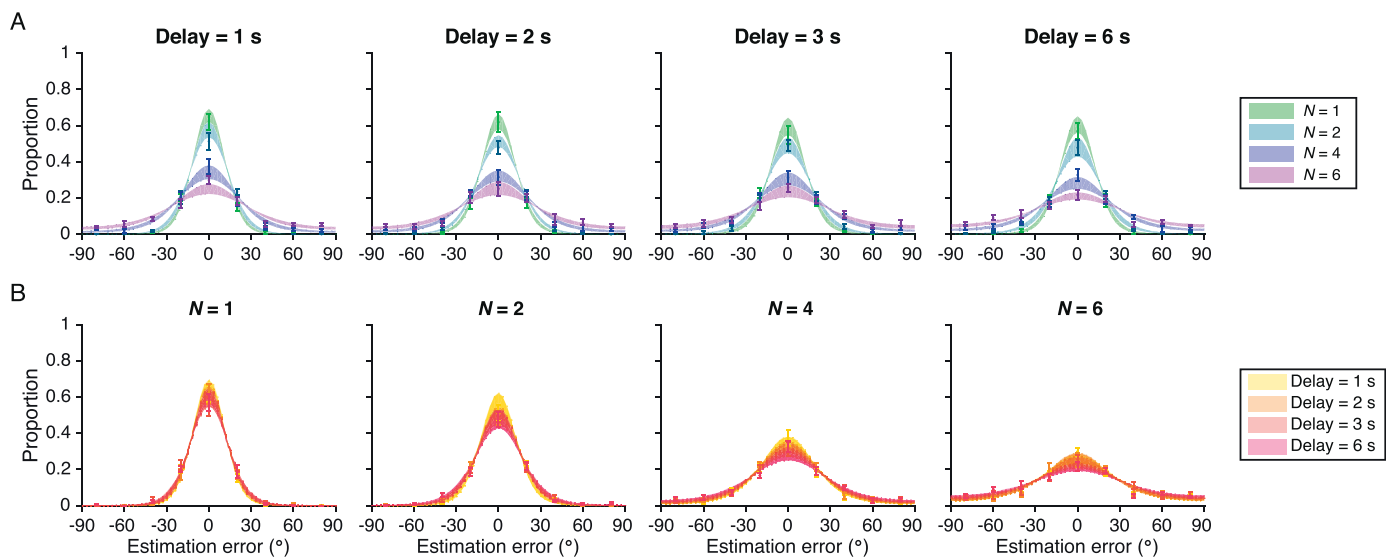 A
Delay = 1 s
Delay = 2 s
Delay = 3 s
Delay = 6 s
Proportion
1
0.8
0.6
0.4
0.2
0
-90 -60 -30 0 30 60 90
-90 -60 -30 0 30 60 90
-90 -60 -30 0 30 60 90
-90 -60 -30 0 30 60 90
N = 1
N = 2
N = 4
N = 6
B
N = 1
N = 2
N = 4
N = 6
Proportion
1
0.8
0.6
0.4
0.2
0
-90 -60 -30 0 30 60 90
-90 -60 -30 0 30 60 90
-90 -60 -30 0 30 60 90
-90 -60 -30 0 30 60 90
Estimation error (°)
Estimation error (°)
Estimation error (°)
Estimation error (°)
Delay = 1 s
Delay = 2 s
Delay = 3 s
Delay = 6 s